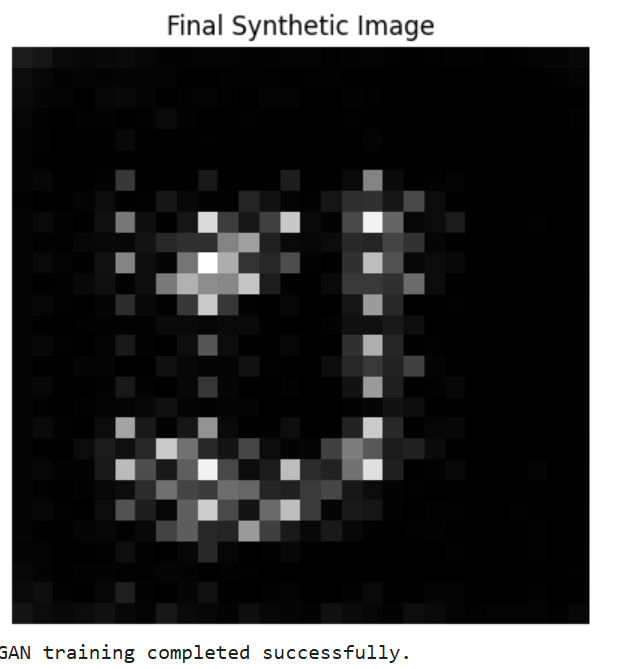 Final Synthetic Image
GAN training completed successfully.